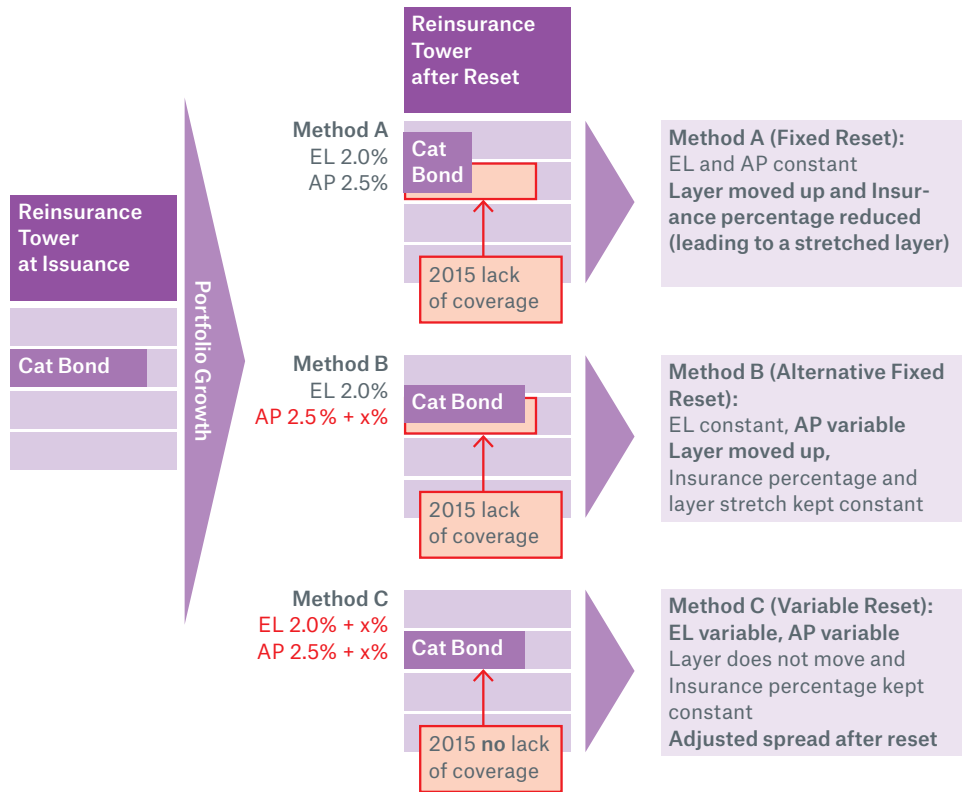 Reinsurance
Tower
at Issuance
Cat Bond
Portfolio Growth
Reinsurance
Tower
after Reset
Method A
EL 2.0%
AP 2.5%
Cat
Bond
2015 lack
of coverage
Method A (Fixed Reset):
EL and AP constant
Layer moved up and Insur-
ance percentage reduced
(leading to a stretched layer)
Method B
EL 2.0%
AP 2.5% + x%
Cat Bond
2015 lack
of coverage
Method B (Alternative Fixed
Reset):
EL constant, AP variable
Layer moved up,
Insurance percentage and
layer stretch kept constant
Method C
EL 2.0% + x%
AP 2.5% + x%
Cat Bond
2015 no lack
of coverage
Method C (Variable Reset):
EL variable, AP variable
Layer does not move and
Insurance percentage kept
constant
Adjusted spread after reset